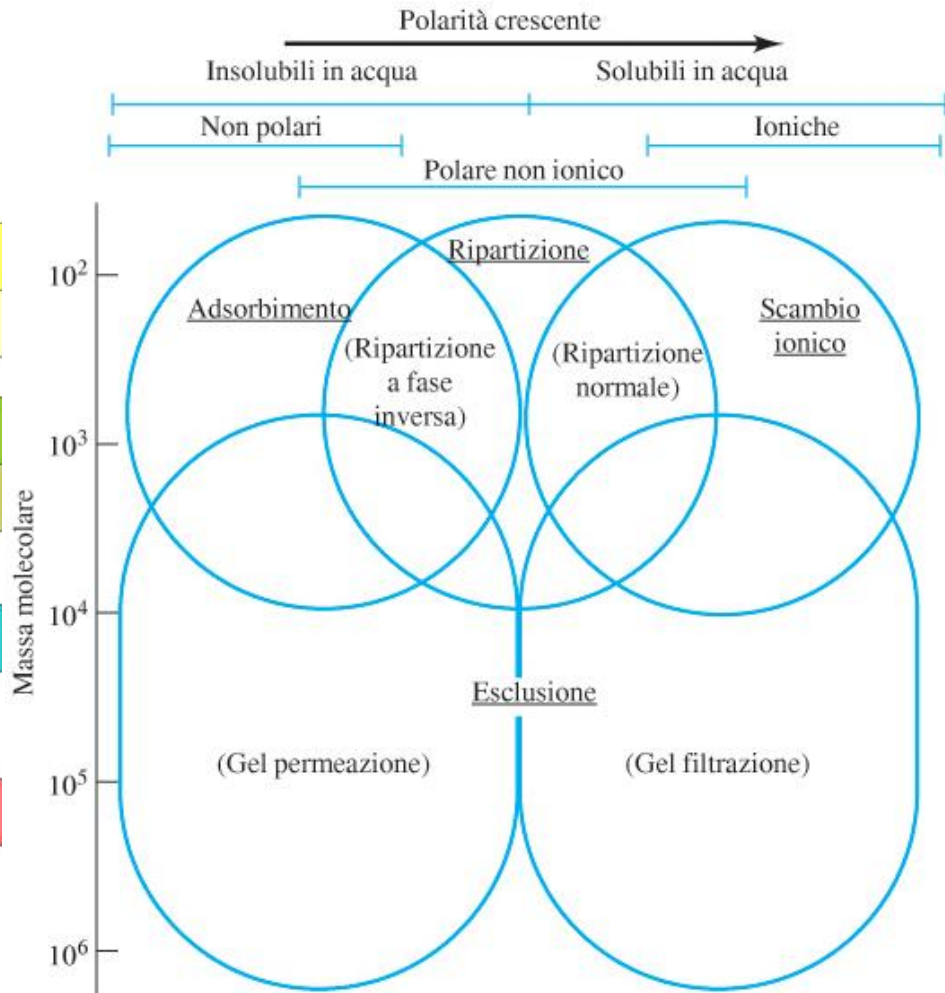 Polarità crescente
Insolubili in acqua
Solubili in acqua
Non polari
Ioniche
Polare non ionico
Massa molecolare
10²
10³
10⁴
10⁵
10⁶
Ripartizione
Adsorbimento
Scambio
ionico
(Ripartizione
a fase
inversa)
(Ripartizione
normale)
Esclusione
(Gel permeazione)
(Gel filtrazione)